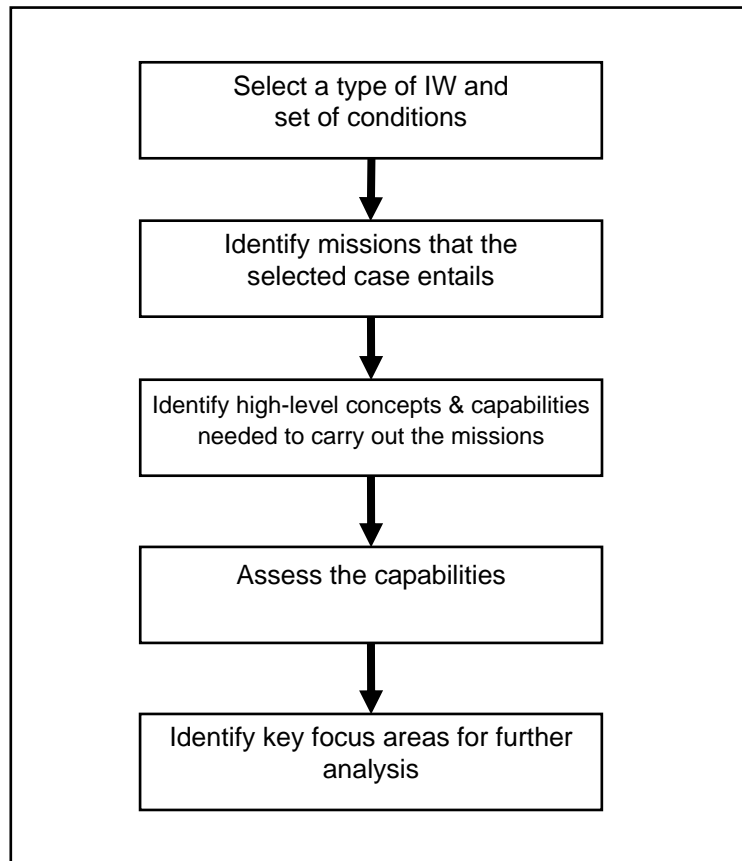 Select a type of IW and
set of conditions
Identify missions that the
selected case entails
Identify high-level concepts & capabilities
needed to carry out the missions
Assess the capabilities
Identify key focus areas for further
analysis